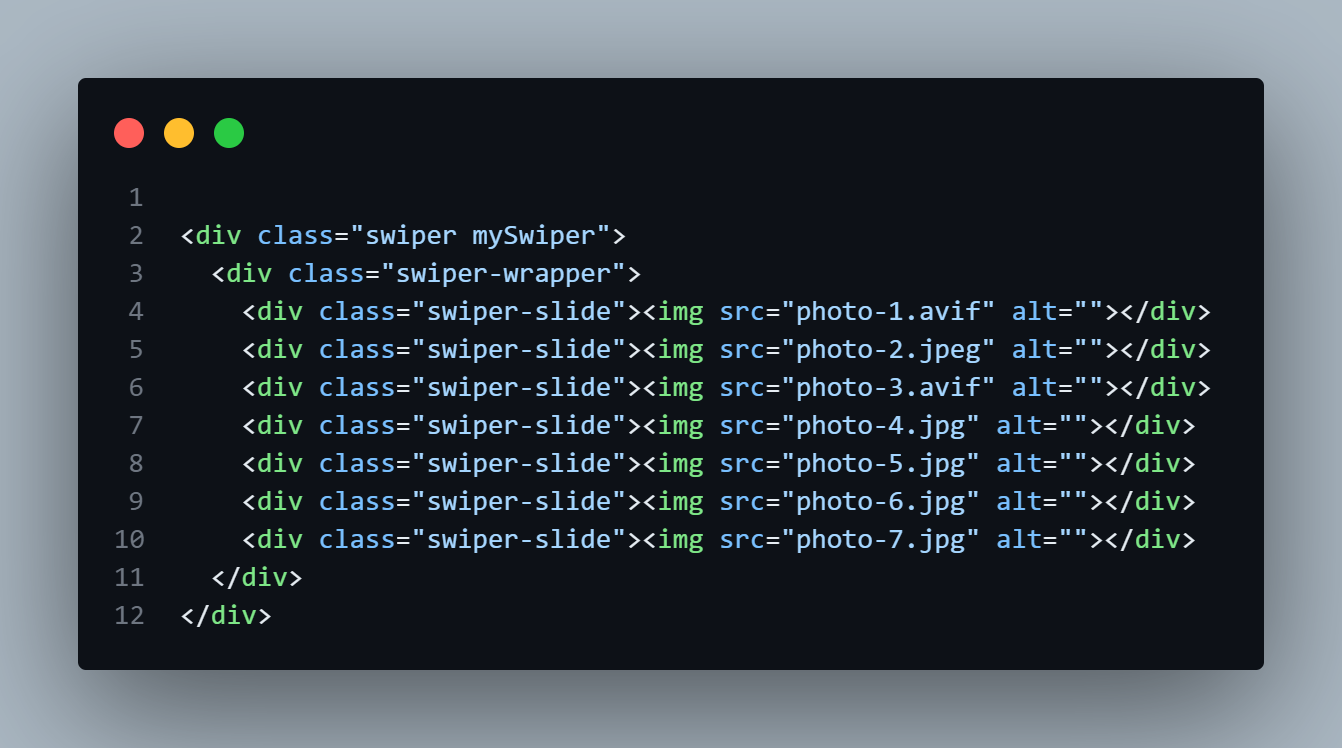 1
2 <div class="swiper mySwiper">
3   <div class="swiper-wrapper">
4     <div class="swiper-slide"><img src="photo-1.avif" alt=""></div>
5     <div class="swiper-slide"><img src="photo-2.jpeg" alt=""></div>
6     <div class="swiper-slide"><img src="photo-3.avif" alt=""></div>
7     <div class="swiper-slide"><img src="photo-4.jpg" alt=""></div>
8     <div class="swiper-slide"><img src="photo-5.jpg" alt=""></div>
9     <div class="swiper-slide"><img src="photo-6.jpg" alt=""></div>
10     <div class="swiper-slide"><img src="photo-7.jpg" alt=""></div>
11   </div>
12 </div>